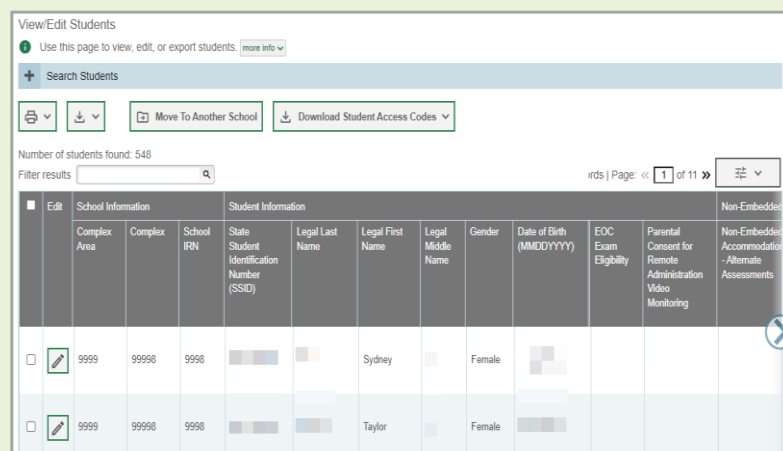 View/Edit Students
Use this page to view, edit, or export students. more info
Search Students
Move To Another School Download Student Access Codes
Number of students found: 548
Filter results rds | Page: 1 of 11
Edit School Information Student Information Non-Embedded
Complex Area Complex School IRN State Student Identification Number (SSID) Legal Last Name Legal First Name Legal Middle Name Gender Date of Birth (MMDDYYYY) EOC Exam Eligibility Parental Consent for Remote Administration Video Monitoring Non-Embedded Accommodation - Alternate Assessments
9999 99998 9998 Sydney Female
9999 99998 9998 Taylor Female